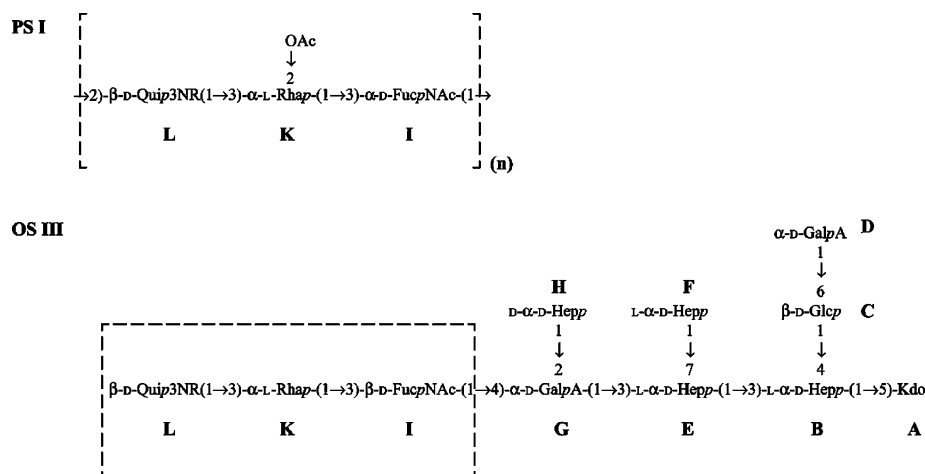 PS I
OAc
↓
2
→2)-β-D-Quip3NR(1→3)-α-L-Rhap-(1→3)-α-D-FucpNAc-(1→
L K I
(n)
OS III
α-D-GalpA D
1
↓
6
H F
D-α-D-Hepp L-α-D-Hepp β-D-Glcp C
1 1 1
↓ ↓ ↓
2 7 4
β-D-Quip3NR(1→3)-α-L-Rhap-(1→3)-β-D-FucpNAc-(1→4)-α-D-GalpA-(1→3)-L-α-D-Hepp-(1→3)-L-α-D-Hepp-(1→5)-Kdo
L K I G E B A